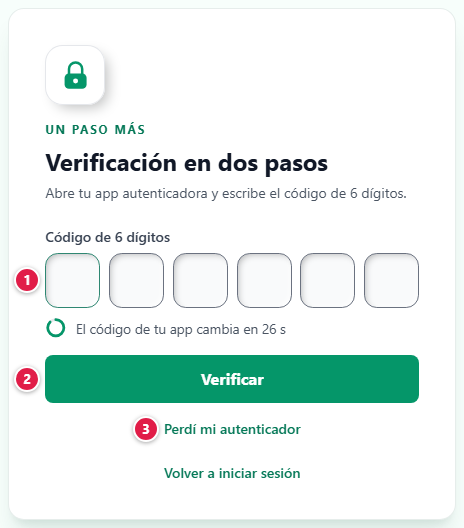 UN PASO MÁS
Verificación en dos pasos
Abre tu app autenticadora y escribe el código de 6 dígitos.
Código de 6 dígitos
1
El código de tu app cambia en 26 s
2 Verificar
3 Perdí mi autenticador
Volver a iniciar sesión